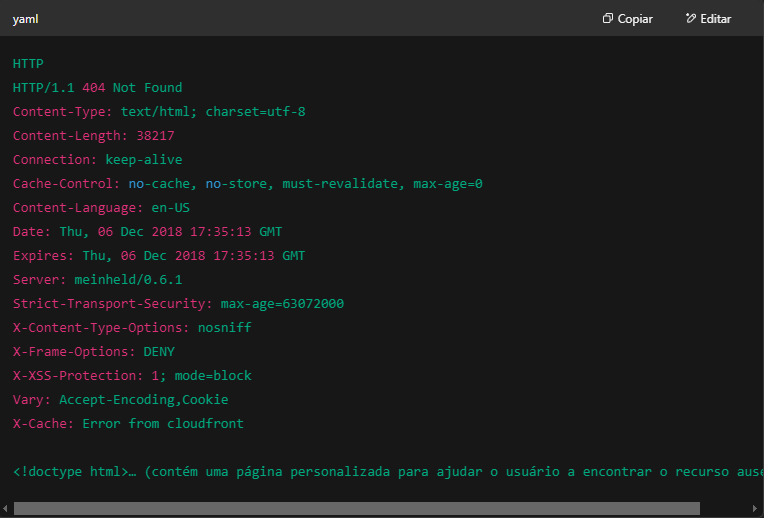 yaml
Copiar
Editar
HTTP
HTTP/1.1 404 Not Found
Content-Type: text/html; charset=utf-8
Content-Length: 38217
Connection: keep-alive
Cache-Control: no-cache, no-store, must-revalidate, max-age=0
Content-Language: en-US
Date: Thu, 06 Dec 2018 17:35:13 GMT
Expires: Thu, 06 Dec 2018 17:35:13 GMT
Server: meinheld/0.6.1
Strict-Transport-Security: max-age=63072000
X-Content-Type-Options: nosniff
X-Frame-Options: DENY
X-XSS-Protection: 1; mode=block
Vary: Accept-Encoding,Cookie
X-Cache: Error from cloudfront
<!doctype html>… (contém uma página personalizada para ajudar o usuário a encontrar o recurso